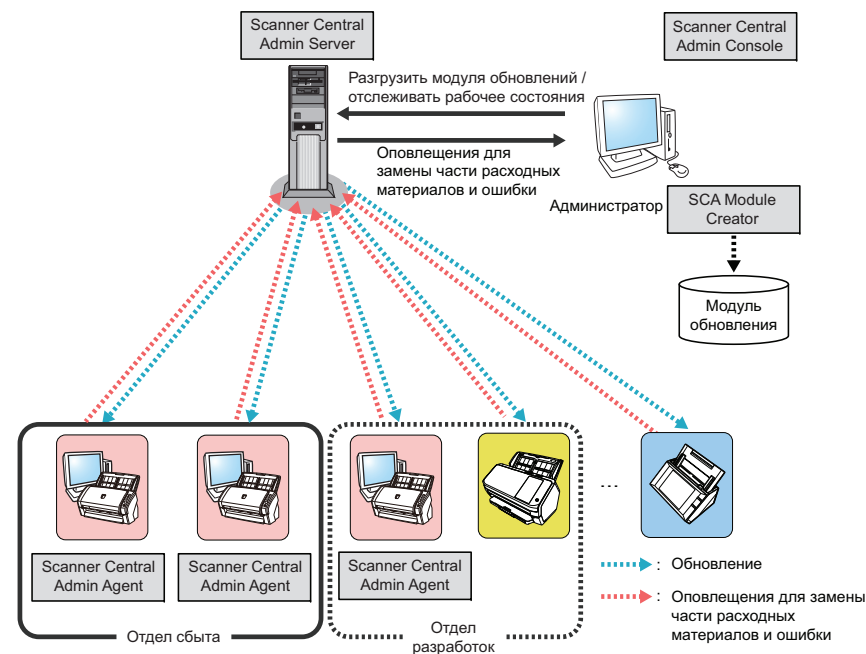 Scanner Central
Admin Server
Scanner Central
Admin Console
Разгрузить модуля обновлений /
отслеживать рабочее состояния
Оповлещения для
замены части расходных
материалов и ошибки
Администратор
SCA Module
Creator
Модуль
обновления
...
Scanner Central
Admin Agent
Scanner Central
Admin Agent
Scanner Central
Admin Agent
Отдел сбыта
Отдел
разработок
: Обновление
: Оповлещения для замены
части расходных
материалов и ошибки